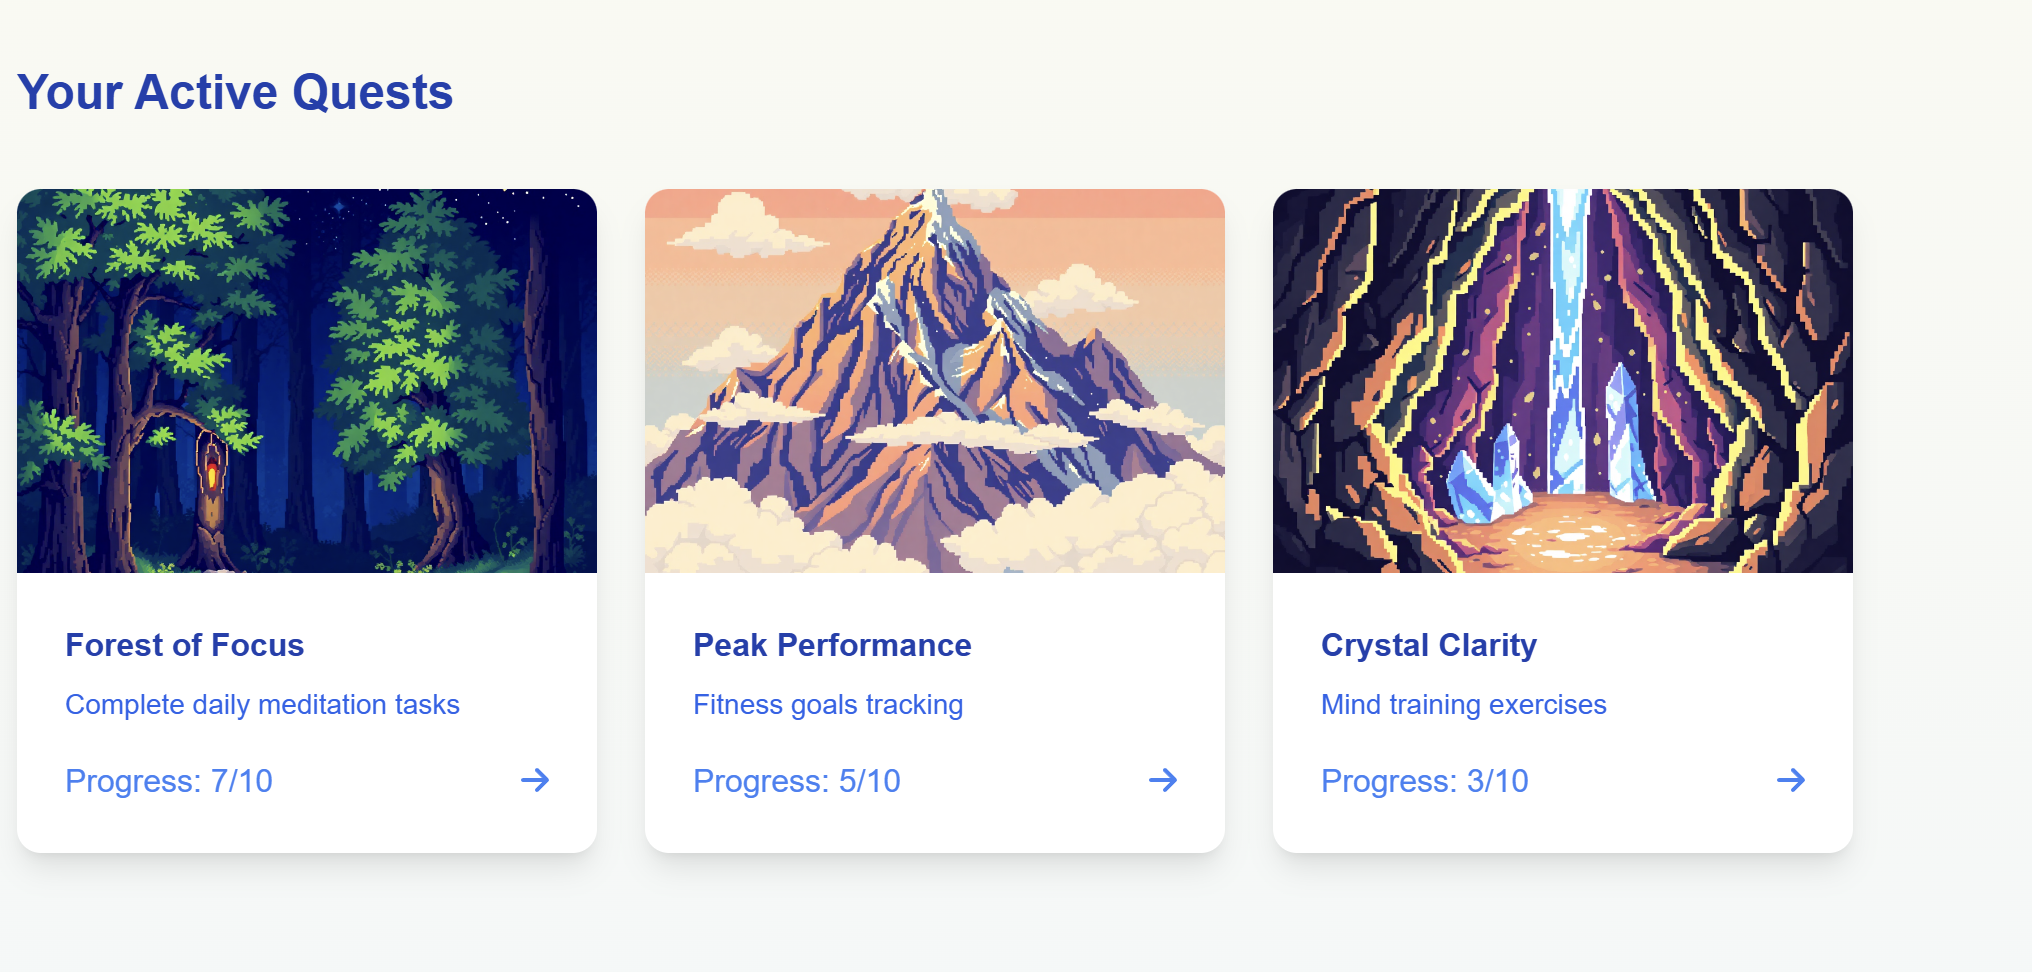 Your Active Quests
Forest of Focus
Complete daily meditation tasks
Progress: 7/10
Peak Performance
Fitness goals tracking
Progress: 5/10
Crystal Clarity
Mind training exercises
Progress: 3/10